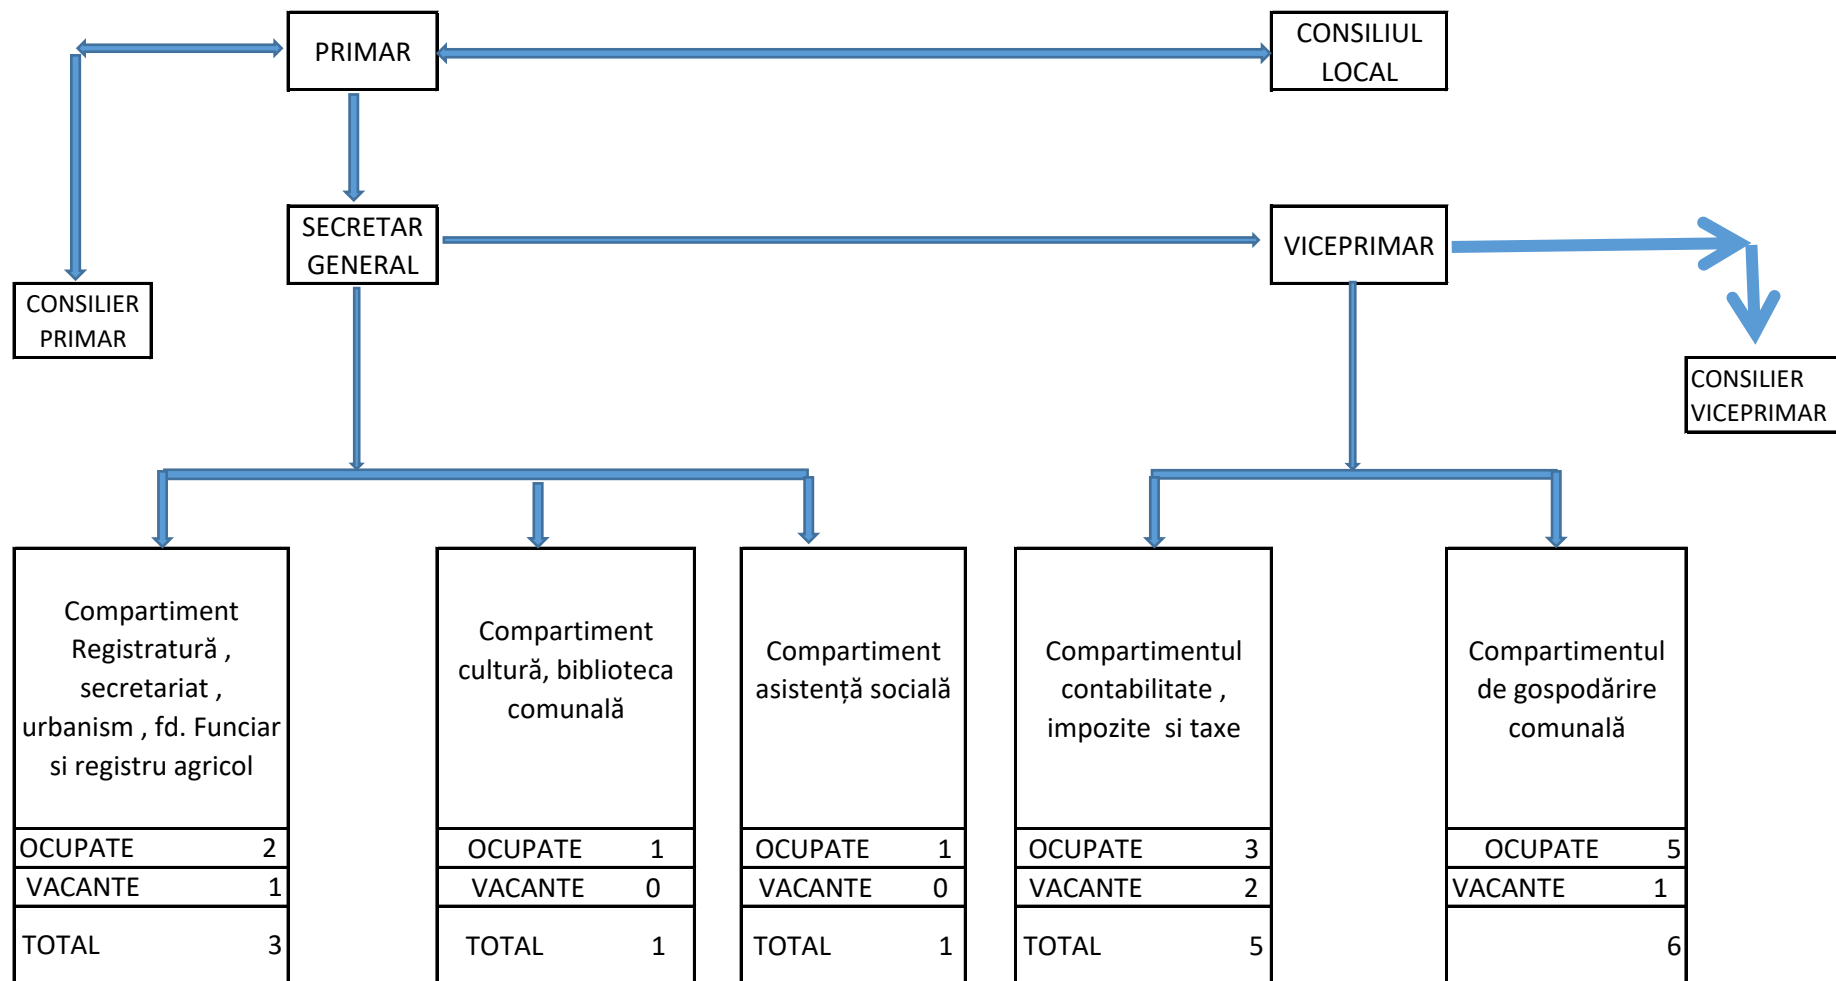 PRIMAR
CONSILIUL
LOCAL
SECRETAR
GENERAL
VICEPRIMAR
CONSILIER
PRIMAR
CONSILIER
VICEPRIMAR
Compartiment
Registratură ,
secretariat ,
urbanism , fd. Funciar
si registru agricol
OCUPATE 2
VACANTE 1
TOTAL 3
Compartiment
cultură, biblioteca
comunală
OCUPATE 1
VACANTE 0
TOTAL 1
Compartiment
asistență socială
OCUPATE 1
VACANTE 0
TOTAL 1
Compartimentul
contabilitate ,
impozite si taxe
OCUPATE 3
VACANTE 2
TOTAL 5
Compartimentul
de gospodărire
comunală
OCUPATE 5
VACANTE 1
6